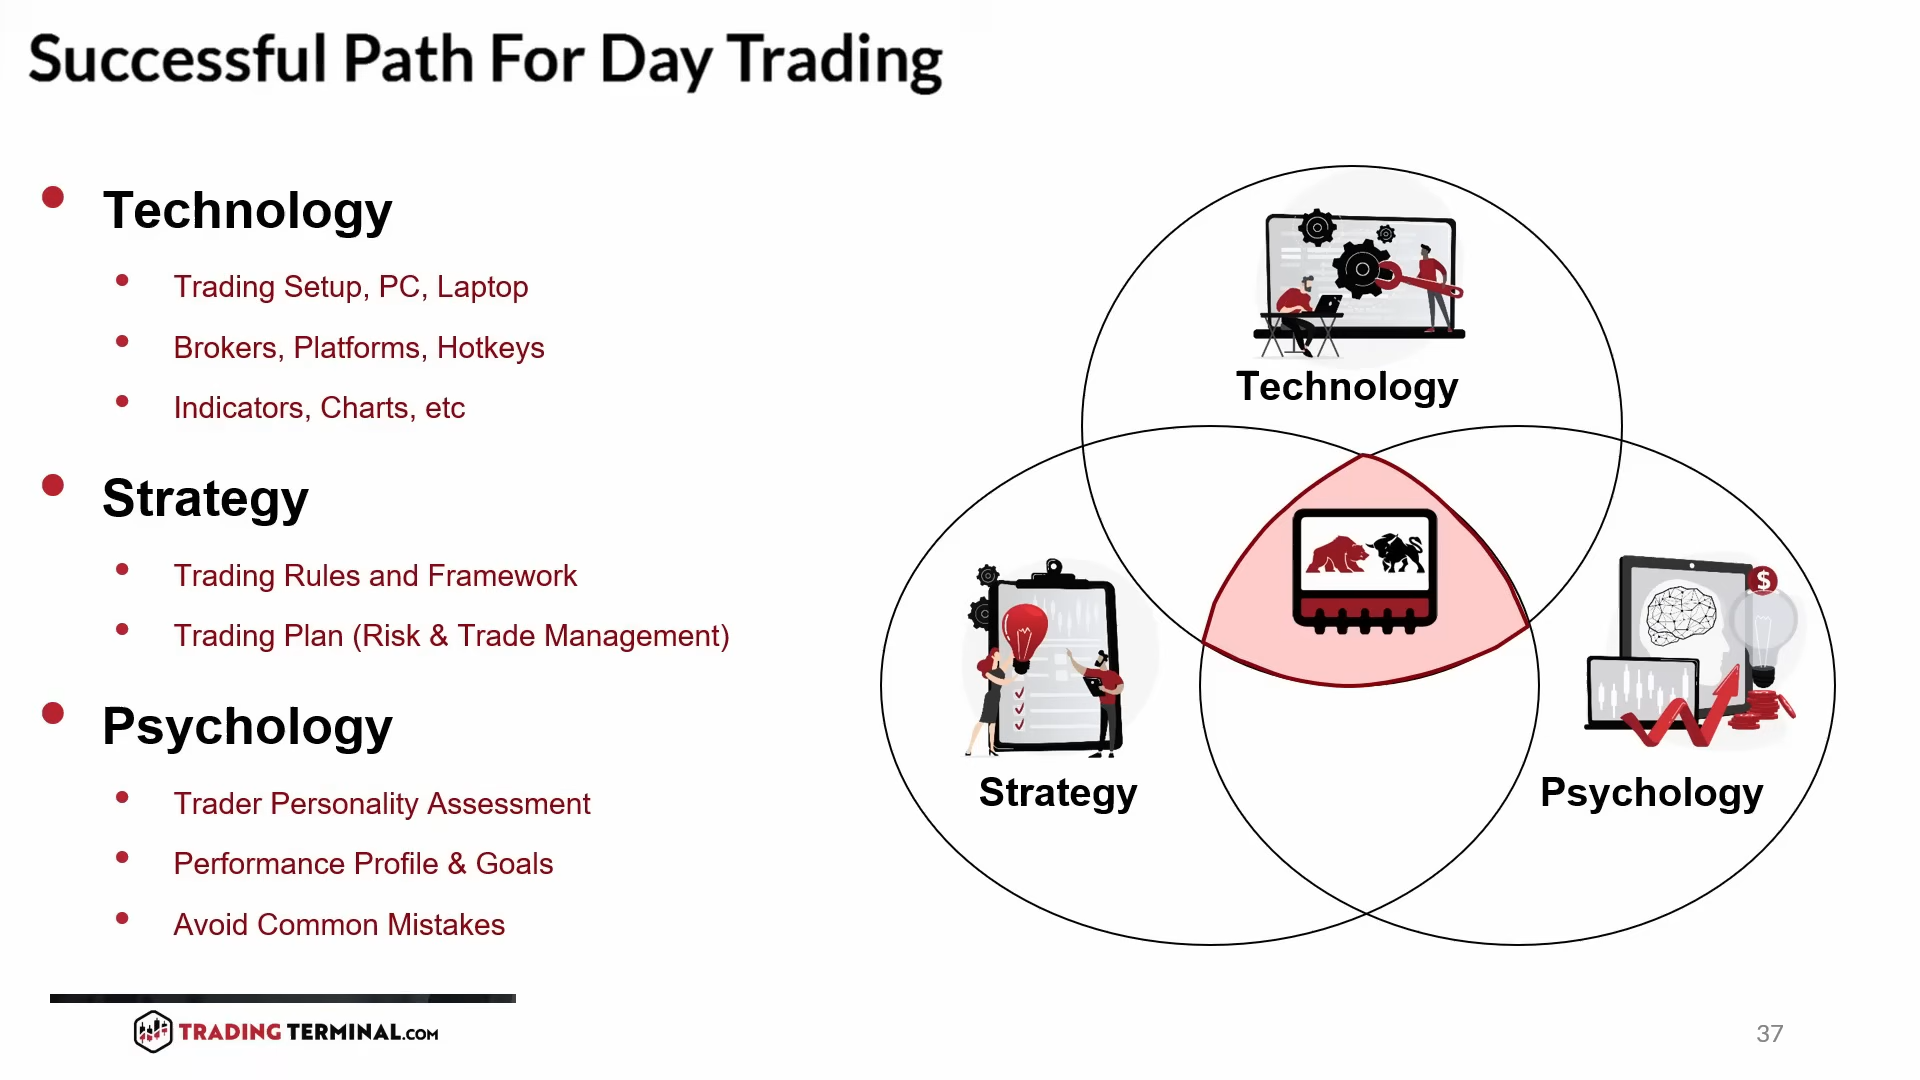 Successful Path For Day Trading
• Technology
• Trading Setup, PC, Laptop
• Brokers, Platforms, Hotkeys
• Indicators, Charts, etc
• Strategy
• Trading Rules and Framework
• Trading Plan (Risk & Trade Management)
• Psychology
• Trader Personality Assessment
• Performance Profile & Goals
• Avoid Common Mistakes
Technology
Strategy
$
Psychology
TRADING TERMINAL.COM
37